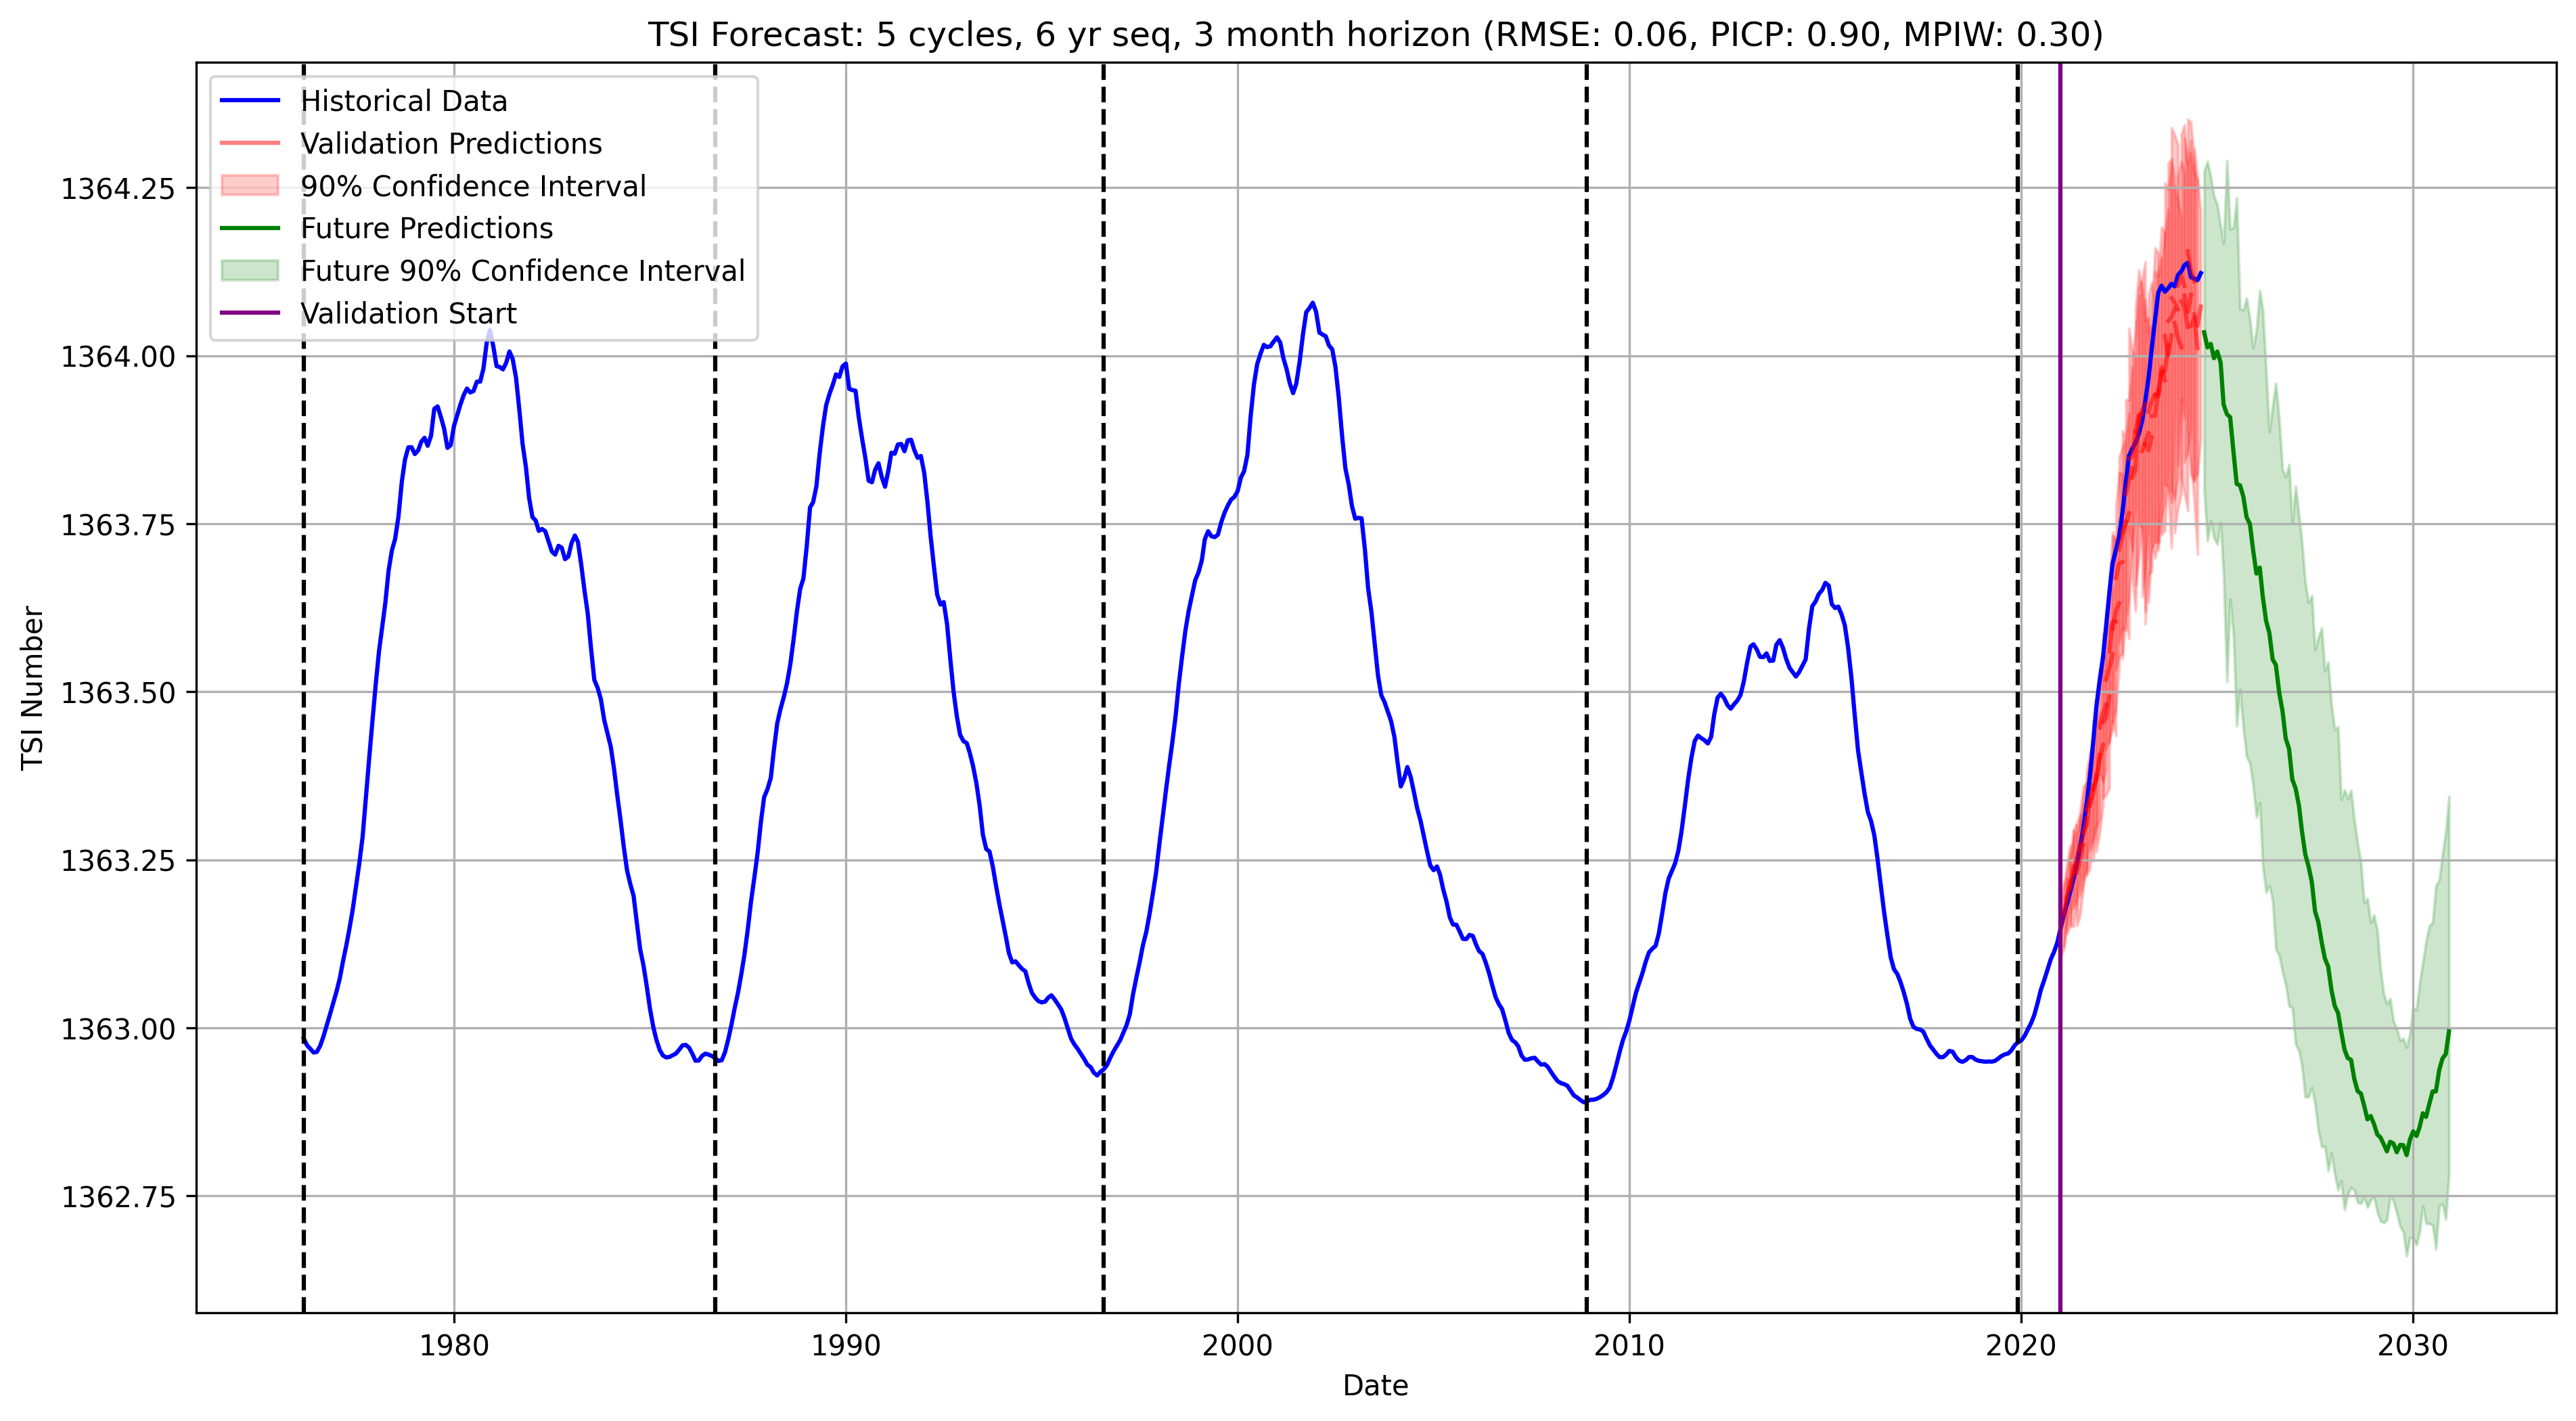 TSI Forecast: 5 cycles, 6 yr seq, 3 month horizon (RMSE: 0.06, PICP: 0.90, MPIW: 0.30)
Historical Data
Validation Predictions
90% Confidence Interval
Future Predictions
Future 90% Confidence Interval
Validation Start
TSI Number
1364.25
1364.00
1363.75
1363.50
1363.25
1363.00
1362.75
1980
1990
2000
2010
2020
2030
Date